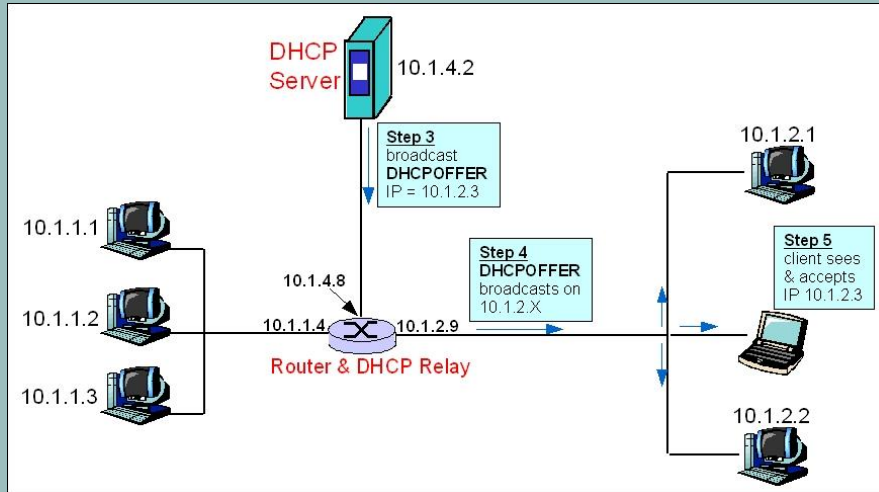 DHCP
Server
10.1.4.2
Step 3
broadcast
DHCPOFFER
IP = 10.1.2.3
10.1.2.1
10.1.1.1
Step 4
DHCPOFFER
broadcasts on
10.1.2.X
Step 5
client sees
& accepts
IP 10.1.2.3
10.1.4.8
10.1.1.2
10.1.1.4
10.1.2.9
Router & DHCP Relay
10.1.1.3
10.1.2.2